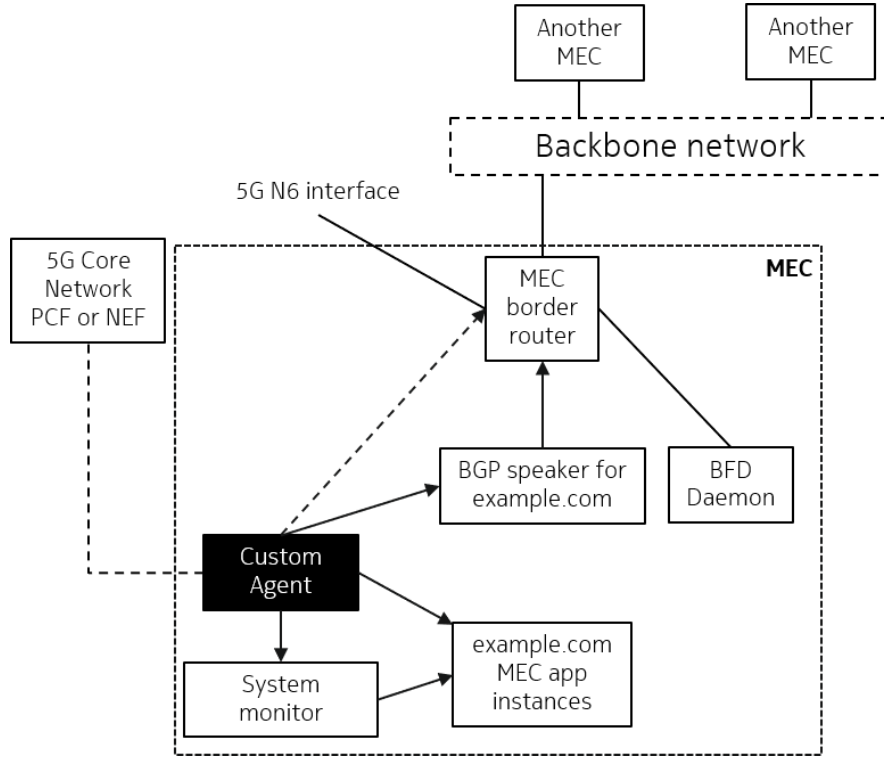 Another
MEC
Another
MEC
Backbone network
5G N6 interface
5G Core
Network
PCF or NEF
MEC
border
router
MEC
BGP speaker for
example.com
BFD
Daemon
Custom
Agent
example.com
MEC app
instances
System
monitor